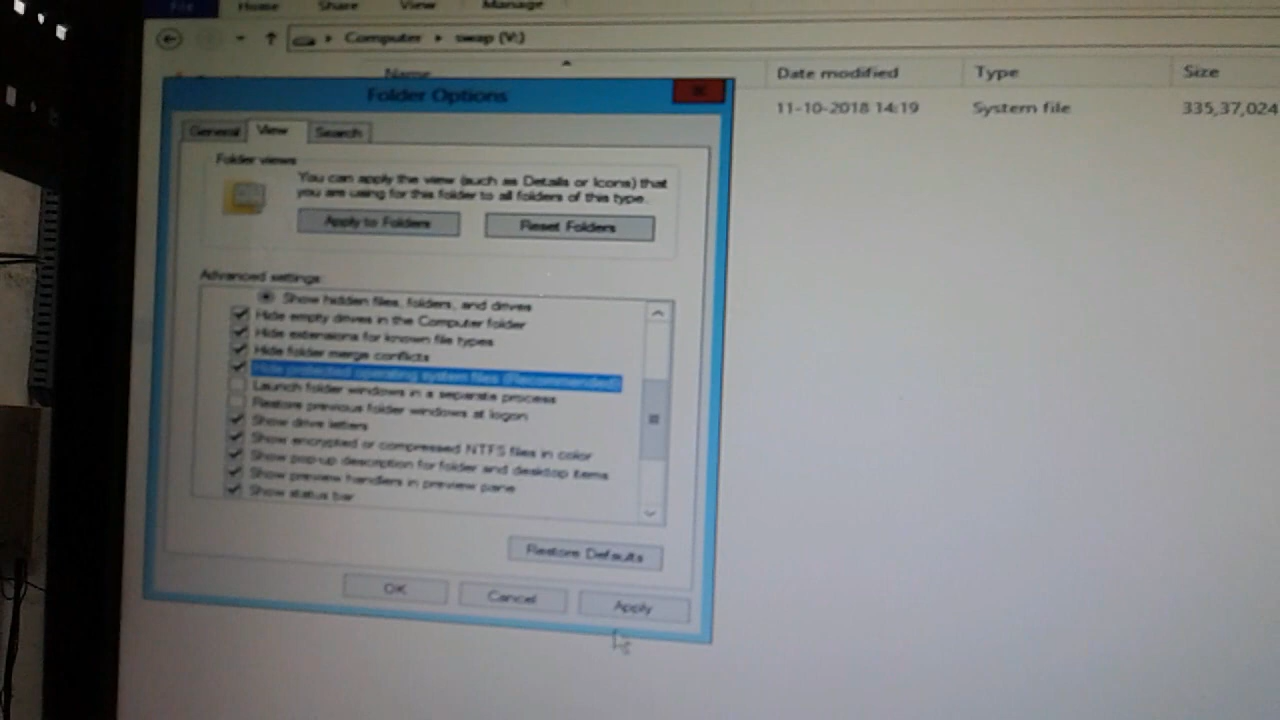 File Home Share View Manage
Computer swap (V:)
Name Date modified Type Size
11-10-2018 14:19 System file 335,37,024
Folder Options
General View Search
Folder views
You can apply the view (such as Details or Icons) that
you are using for this folder to all folders of this type.
Apply to Folders Reset Folders
Advanced settings:
Show hidden files, folders, and drives
Hide empty drives in the Computer folder
Hide extensions for known file types
Hide folder merge conflicts
Hide protected operating system files (Recommended)
Launch folder windows in a separate process
Restore previous folder windows at logon
Show drive letters
Show encrypted or compressed NTFS files in color
Show pop-up description for folder and desktop items
Show preview handlers in preview pane
Show status bar
Restore Defaults
OK Cancel Apply